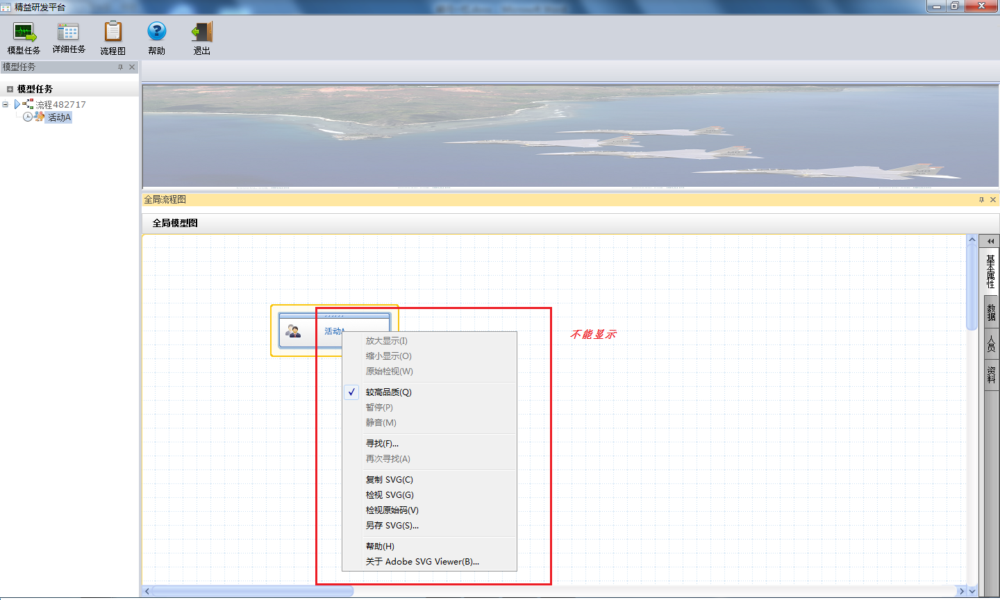 精益研发平台
模型任务
详细任务
流程图
帮助
退出
模型任务
模型任务
流程482717
活动A
全局流程图
全局模型图
活动A
不能显示
放大显示(I)
缩小显示(O)
原始检视(W)
较高品质(Q)
暂停(P)
静音(M)
寻找(F)...
再次寻找(A)
复制 SVG(C)
检视 SVG(G)
检视原始码(V)
另存 SVG(S)...
帮助(H)
关于 Adobe SVG Viewer(B)...
基本属性
数据
人员
资料